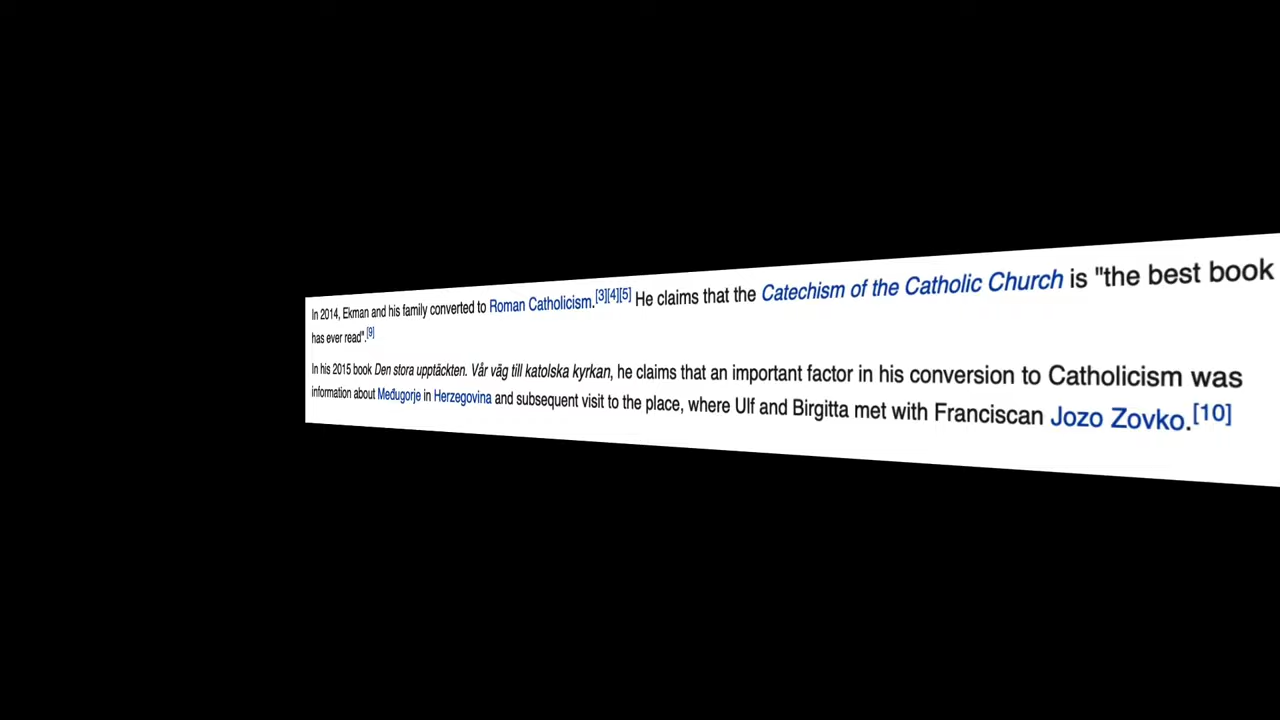 In 2014, Ekman and his family converted to Roman Catholicism.[3][4][5] He claims that the Catechism of the Catholic Church is "the best book
has ever read".[9]
In his 2015 book Den stora upptäckten. Vår väg till katolska kyrkan, he claims that an important factor in his conversion to Catholicism was
information about Međugorje in Herzegovina and subsequent visit to the place, where Ulf and Birgitta met with Franciscan Jozo Zovko.[10]